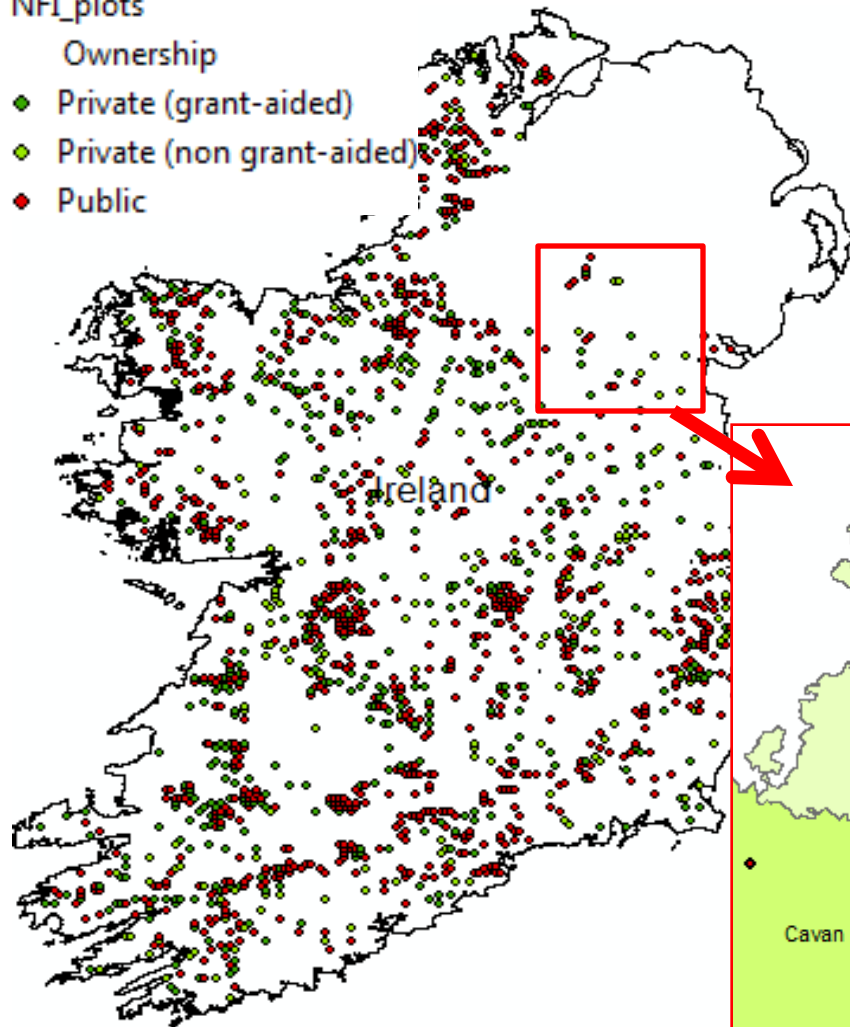 NFI_plots
Ownership
Private (grant-aided)
Private (non grant-aided)
Public
Ireland
Cavan